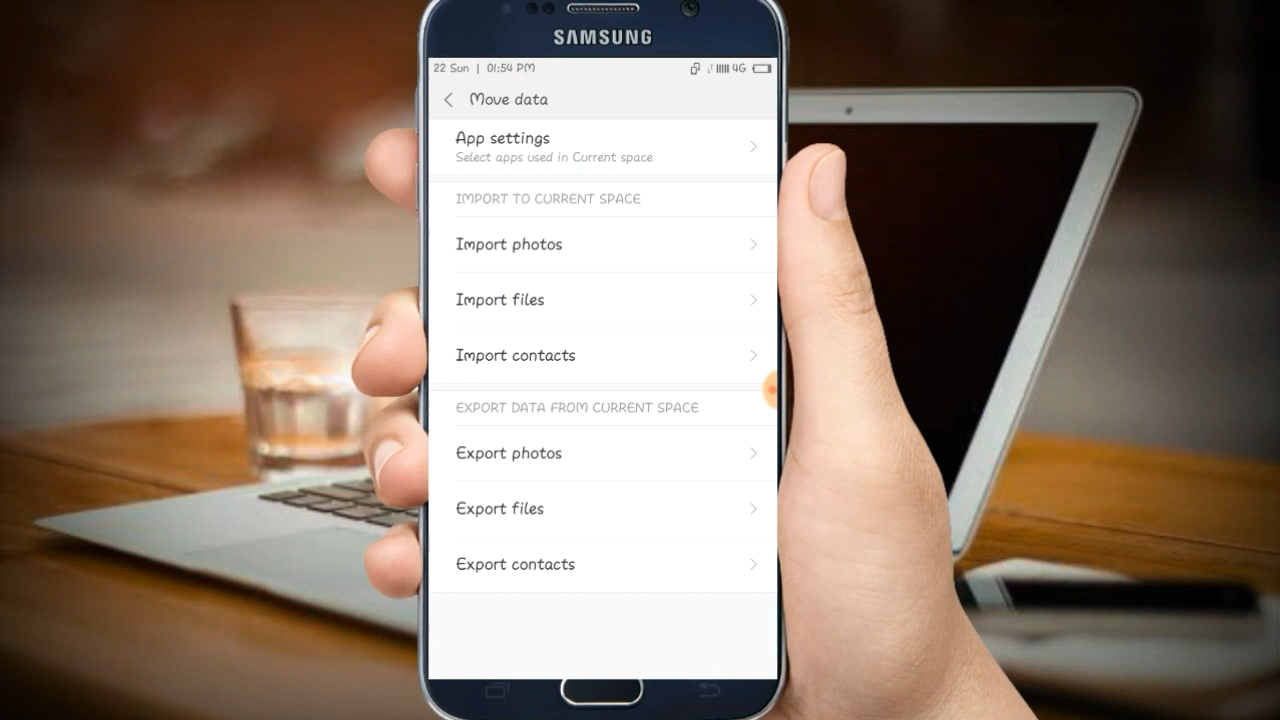 SAMSUNG
22 Sun | 01:54 PM 4G
Move data
App settings
Select apps used in Current space
IMPORT TO CURRENT SPACE
Import photos
Import files
Import contacts
EXPORT DATA FROM CURRENT SPACE
Export photos
Export files
Export contacts